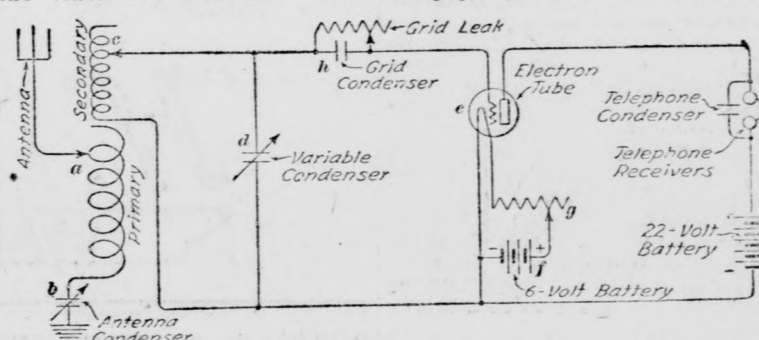 Antenna
Secondary
c
a
Primary
b
Antenna
Condenser
d
Variable
Condenser
Grid Leak
h
Grid
Condenser
e
Electron
Tube
g
- +
f
6-Volt Battery
Telephone
Condenser
Telephone
Receivers
22-Volt
Battery